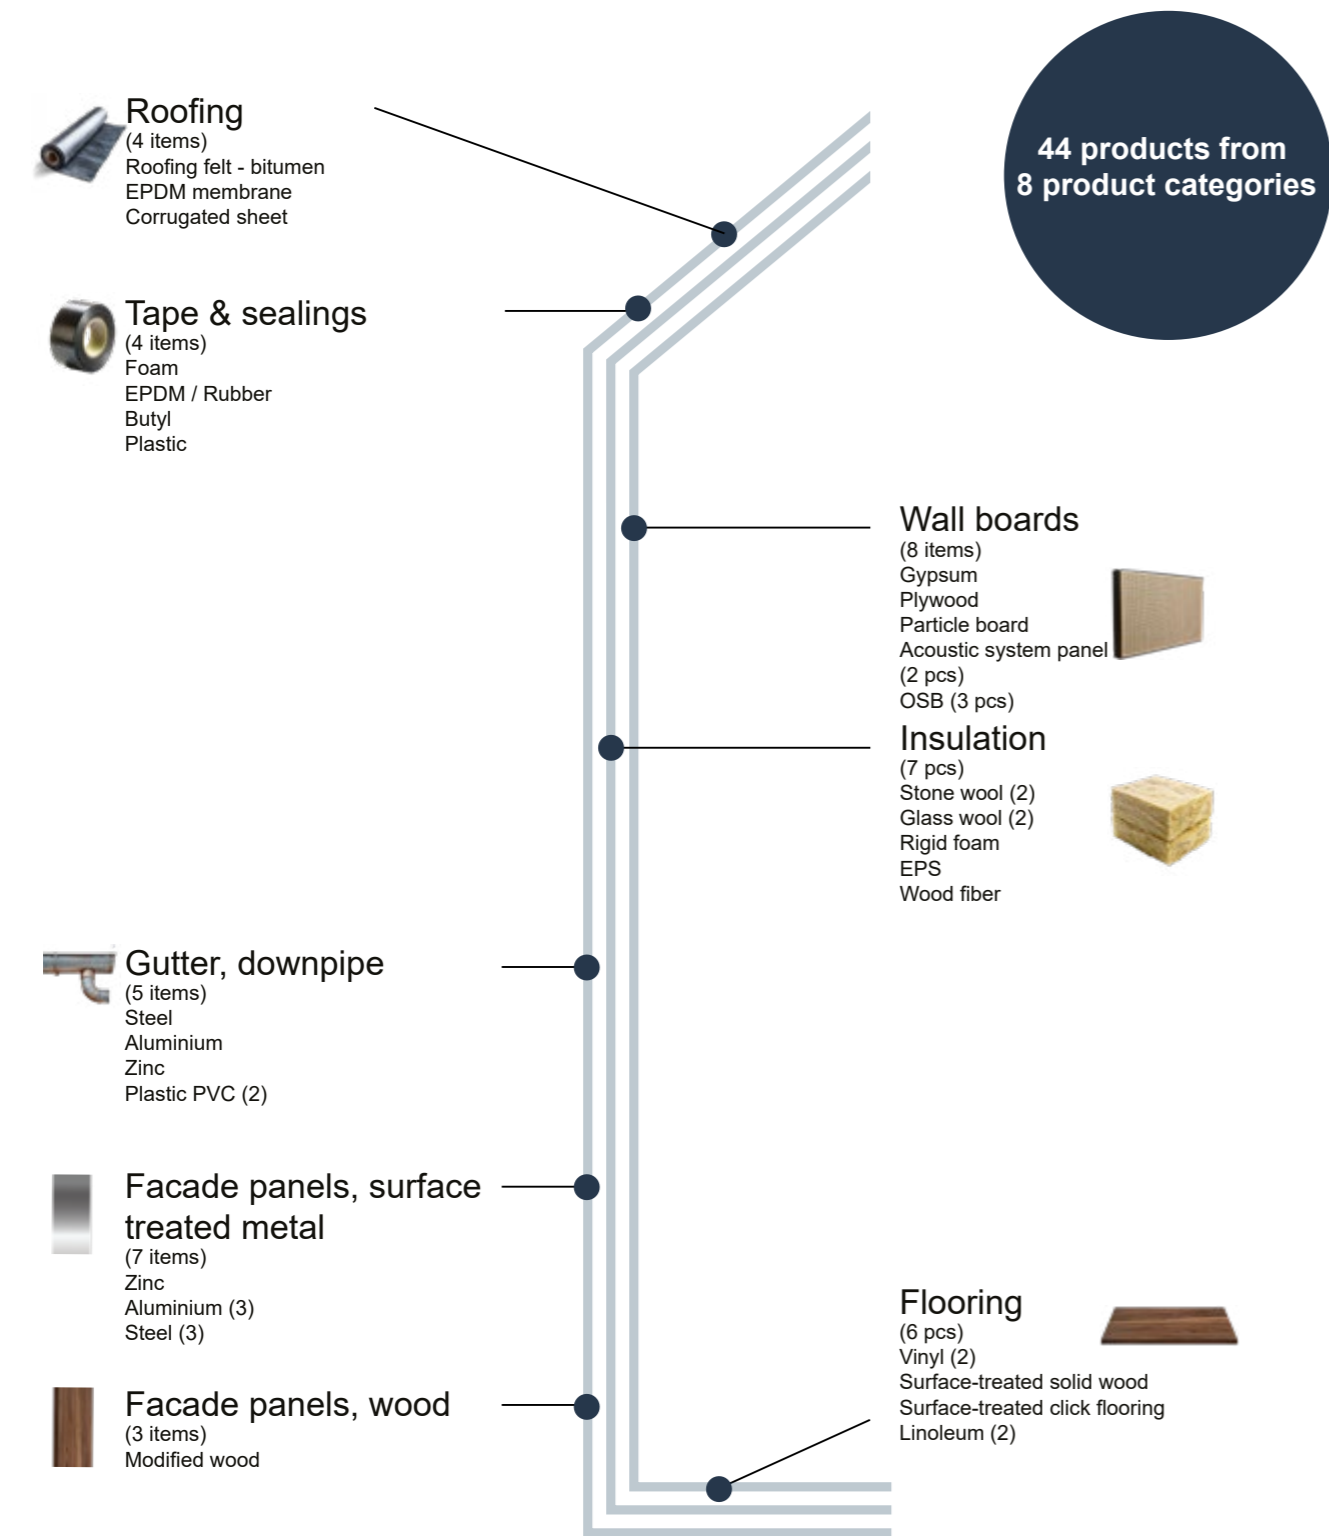 44 products from
8 product categories
Roofing
(4 items)
Roofing felt - bitumen
EPDM membrane
Corrugated sheet
Tape & sealings
(4 items)
Foam
EPDM / Rubber
Butyl
Plastic
Wall boards
(8 items)
Gypsum
Plywood
Particle board
Acoustic system panel
(2 pcs)
OSB (3 pcs)
Insulation
(7 pcs)
Stone wool (2)
Glass wool (2)
Rigid foam
EPS
Wood fiber
Gutter, downpipe
(5 items)
Steel
Aluminium
Zinc
Plastic PVC (2)
Facade panels, surface
treated metal
(7 items)
Zinc
Aluminium (3)
Steel (3)
Facade panels, wood
(3 items)
Modified wood
Flooring
(6 pcs)
Vinyl (2)
Surface-treated solid wood
Surface-treated click flooring
Linoleum (2)